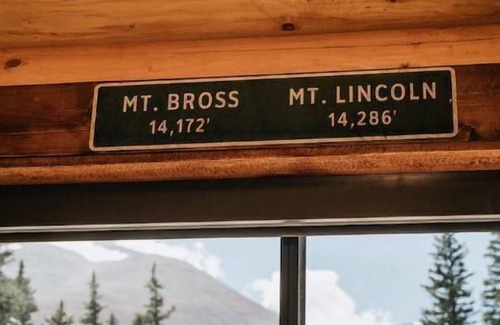 MT. BROSS
14,172'
MT. LINCOLN
14,286'